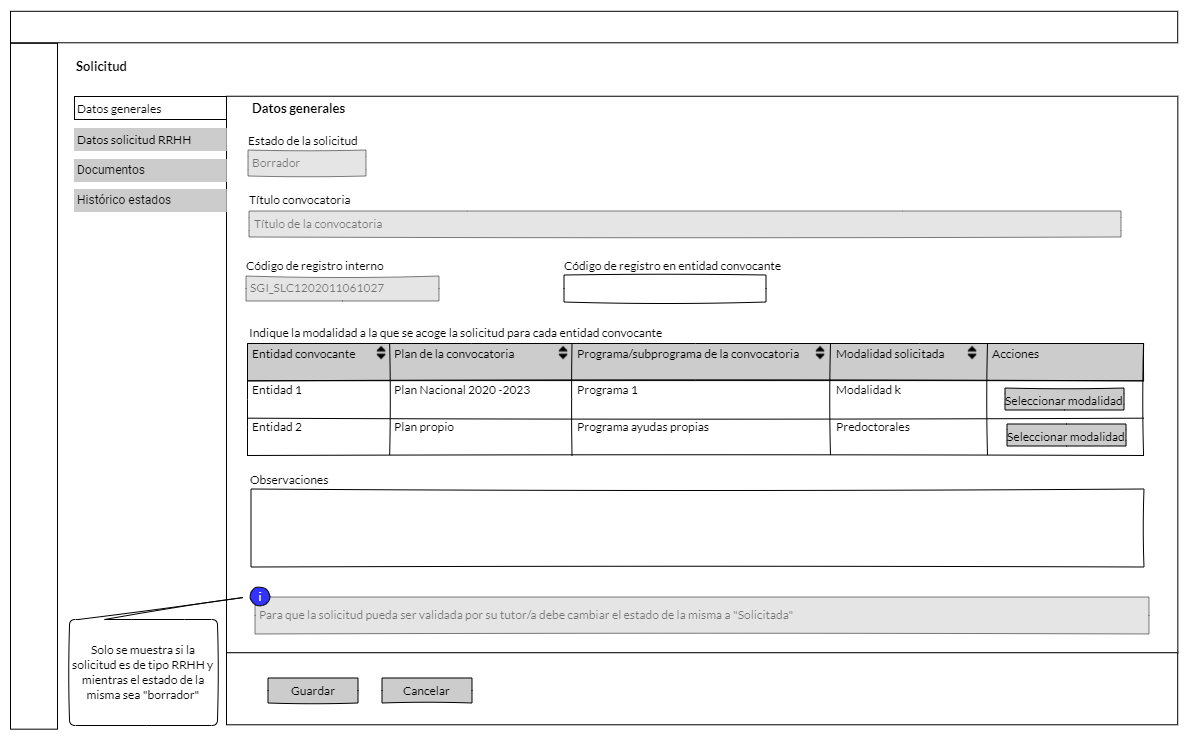 Solicitud
Datos generales
Datos solicitud RRHH
Documentos
Histórico estados
Datos generales
Estado de la solicitud
Borrador
Título convocatoria
Título de la convocatoria
Código de registro interno
Código de registro en entidad convocante
SGI_SLC1202011061027
Indique la modalidad a la que se acoge la solicitud para cada entidad convocante
Entidad convocante Plan de la convocatoria Programa/subprograma de la convocatoria Modalidad solicitada Acciones
Entidad 1 Plan Nacional 2020 -2023 Programa 1 Modalidad k Seleccionar modalidad
Entidad 2 Plan propio Programa ayudas propias Predoctorales Seleccionar modalidad
Observaciones
i
Para que la solicitud pueda ser validada por su tutor/a debe cambiar el estado de la misma a "Solicitada"
Solo se muestra si la
solicitud es de tipo RRHH y
mientras el estado de la
misma sea "borrador"
Guardar Cancelar